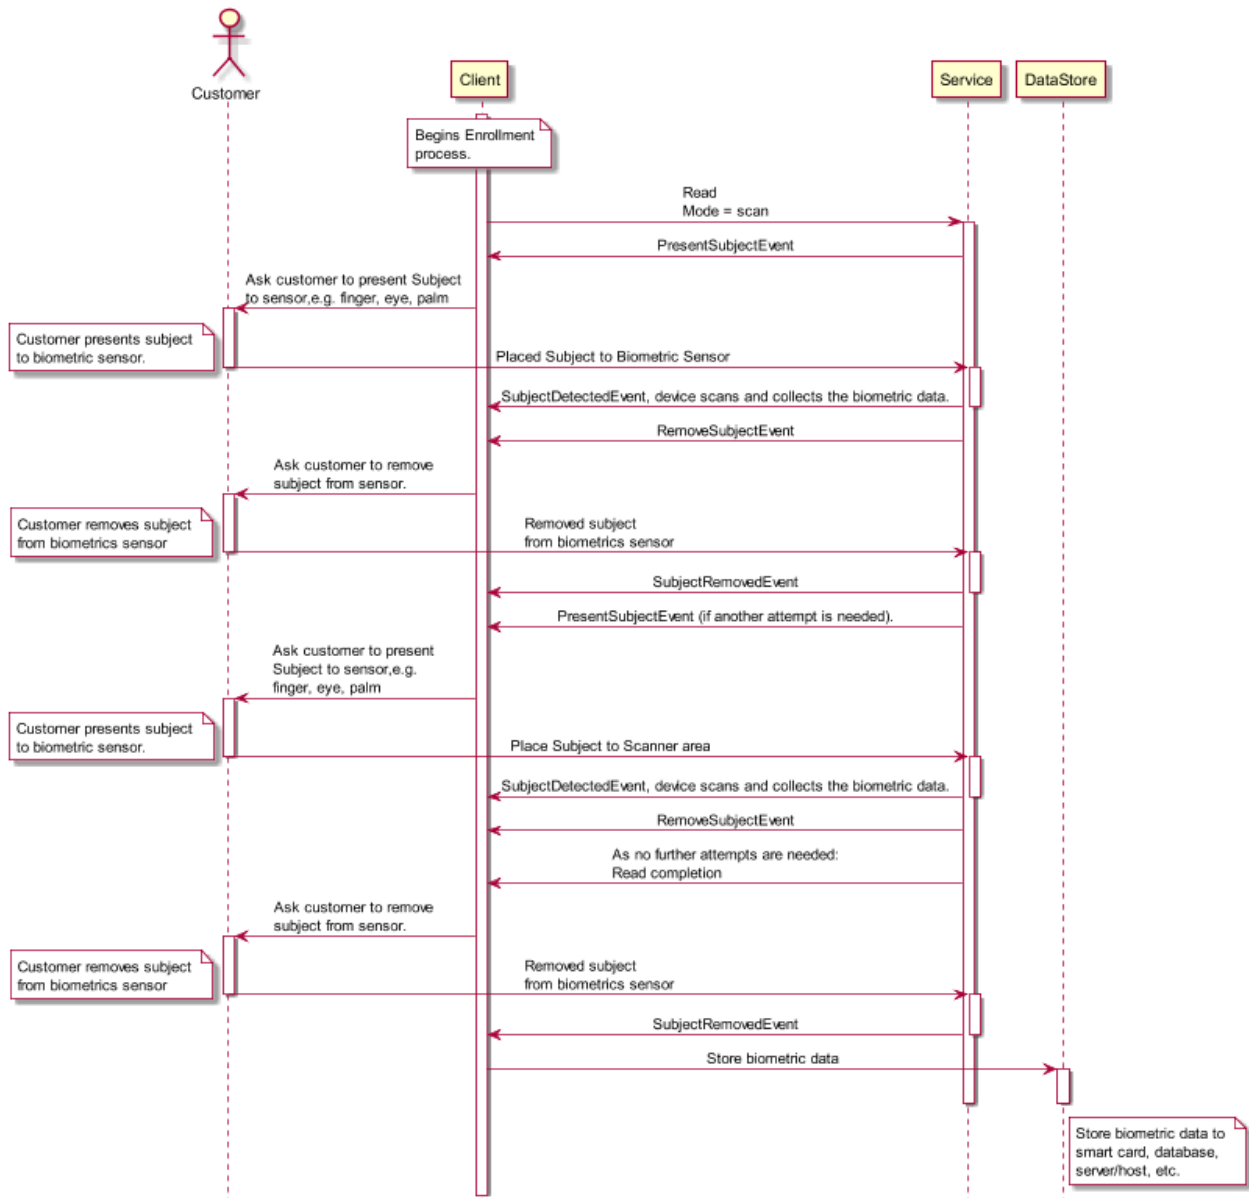 Customer
Client
Service
DataStore
Begins Enrollment
process.
Read
Mode = scan
PresentSubjectEvent
Ask customer to present Subject
to sensor,e.g. finger, eye, palm
Customer presents subject
to biometric sensor.
Placed Subject to Biometric Sensor
SubjectDetectedEvent, device scans and collects the biometric data.
RemoveSubjectEvent
Ask customer to remove
subject from sensor.
Customer removes subject
from biometrics sensor
Removed subject
from biometrics sensor
SubjectRemovedEvent
PresentSubjectEvent (if another attempt is needed).
Ask customer to present
Subject to sensor,e.g.
finger, eye, palm
Customer presents subject
to biometric sensor.
Place Subject to Scanner area
SubjectDetectedEvent, device scans and collects the biometric data.
RemoveSubjectEvent
As no further attempts are needed:
Read completion
Ask customer to remove
subject from sensor.
Customer removes subject
from biometrics sensor
Removed subject
from biometrics sensor
SubjectRemovedEvent
Store biometric data
Store biometric data to
smart card, database,
server/host, etc.